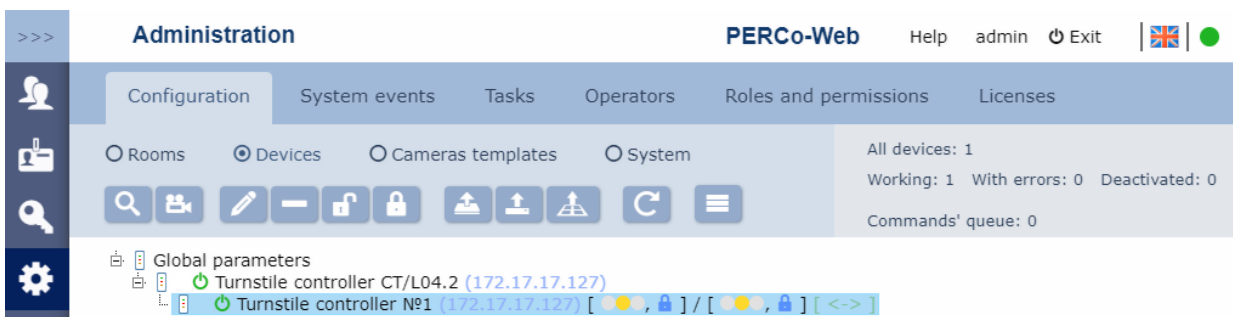 >>> Administration PERCo-Web Help admin Exit
Configuration System events Tasks Operators Roles and permissions Licenses
Rooms Devices Cameras templates System
All devices: 1
Working: 1 With errors: 0 Deactivated: 0
Commands' queue: 0
Global parameters
Turnstile controller CT/L04.2 (172.17.17.127)
Turnstile controller №1 (172.17.17.127) [ , ] / [ , ] [ <-> ]